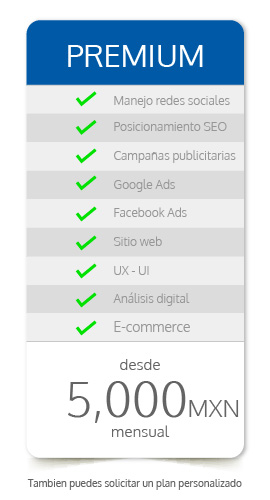 PREMIUM
Manejo redes sociales
Posicionamiento SEO
Campañas publicitarias
Google Ads
Facebook Ads
Sitio web
UX - UI
Análisis digital
E-commerce
desde
5,000MXN
mensual
Tambien puedes solicitar un plan personalizado